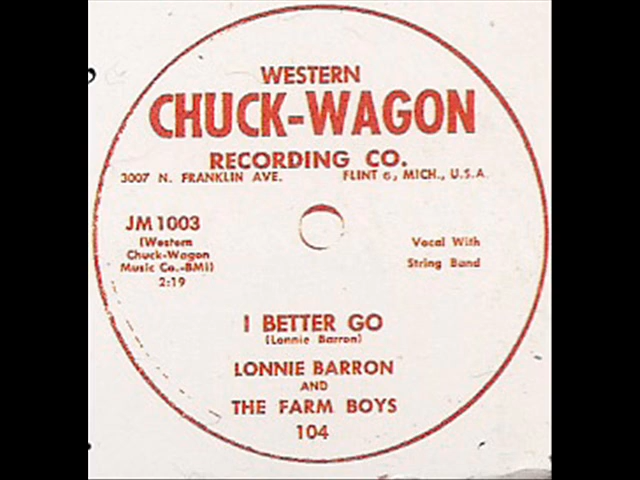 WESTERN
CHUCK-WAGON
RECORDING CO.
3007 N. FRANKLIN AVE. FLINT 6, MICH., U.S.A.
JM 1003
(Western
Chuck-Wagon
Music Co.-BMI)
2:19
Vocal With
String Band
I BETTER GO
(Lonnie Barron)
LONNIE BARRON
AND
THE FARM BOYS
104